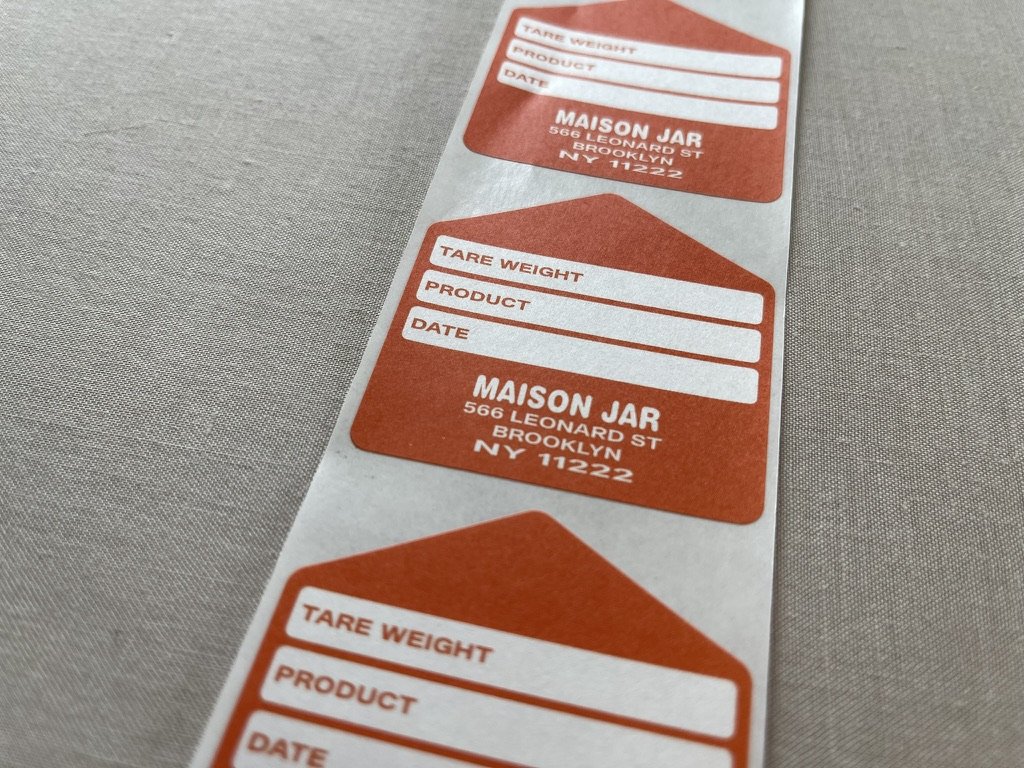 TARE WEIGHT
PRODUCT
DATE
MAISON JAR
566 LEONARD ST
BROOKLYN
NY 11222
TARE WEIGHT
PRODUCT
DATE
MAISON JAR
566 LEONARD ST
BROOKLYN
NY 11222
TARE WEIGHT
PRODUCT
DATE